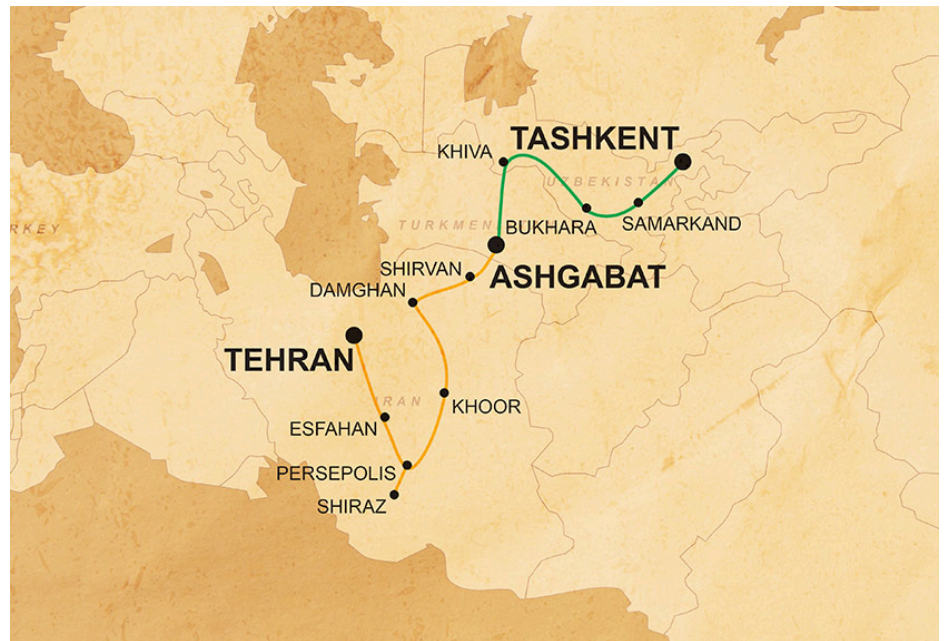 TASHKENT
KHIVA
UZBEKISTAN
SAMARKAND
TURKMEN
BUKHARA
SHIRVAN
ASHGABAT
DAMGHAN
RKEY
TEHRAN
IRAN
KHOOR
ESFAHAN
PERSEPOLIS
SHIRAZ